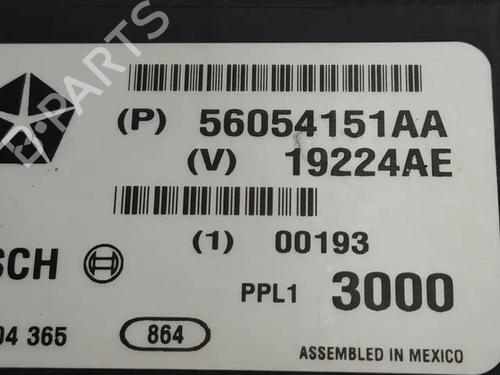 B-PARTS
(P) 56054151AA
(V) 19224AE
(1) 00193
SCH
PPL1 3000
04 365 864
ASSEMBLED IN MEXICO